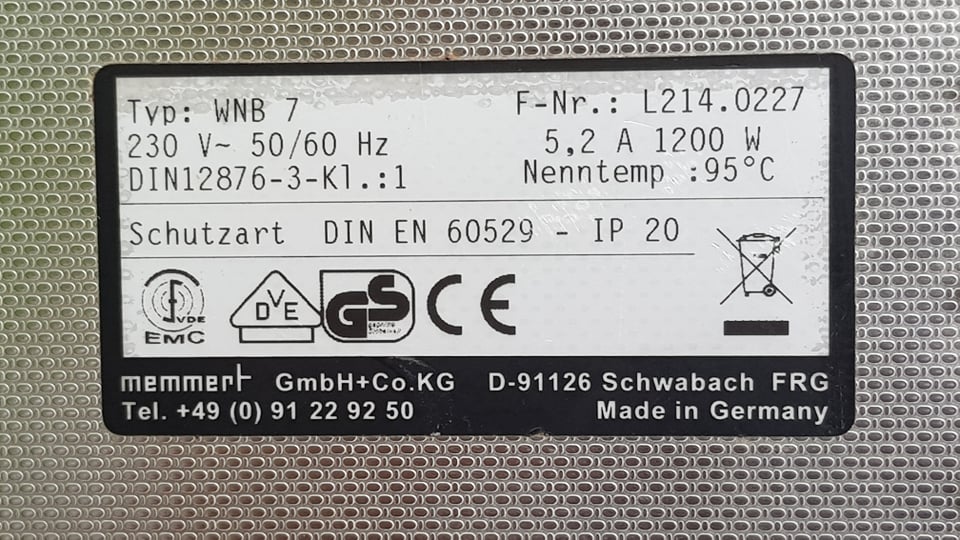 Typ: WNB 7
F-Nr.: L214.0227
230 V~ 50/60 Hz
5,2 A 1200 W
DIN12876-3-Kl.:1
Nenntemp :95°C
Schutzart DIN EN 60529 - IP 20
VDE
EMC
DVE
GS
geprüfte
Sicherheit
CE
memmert GmbH+Co.KG D-91126 Schwabach FRG
Tel. +49 (0) 91 22 92 50
Made in Germany